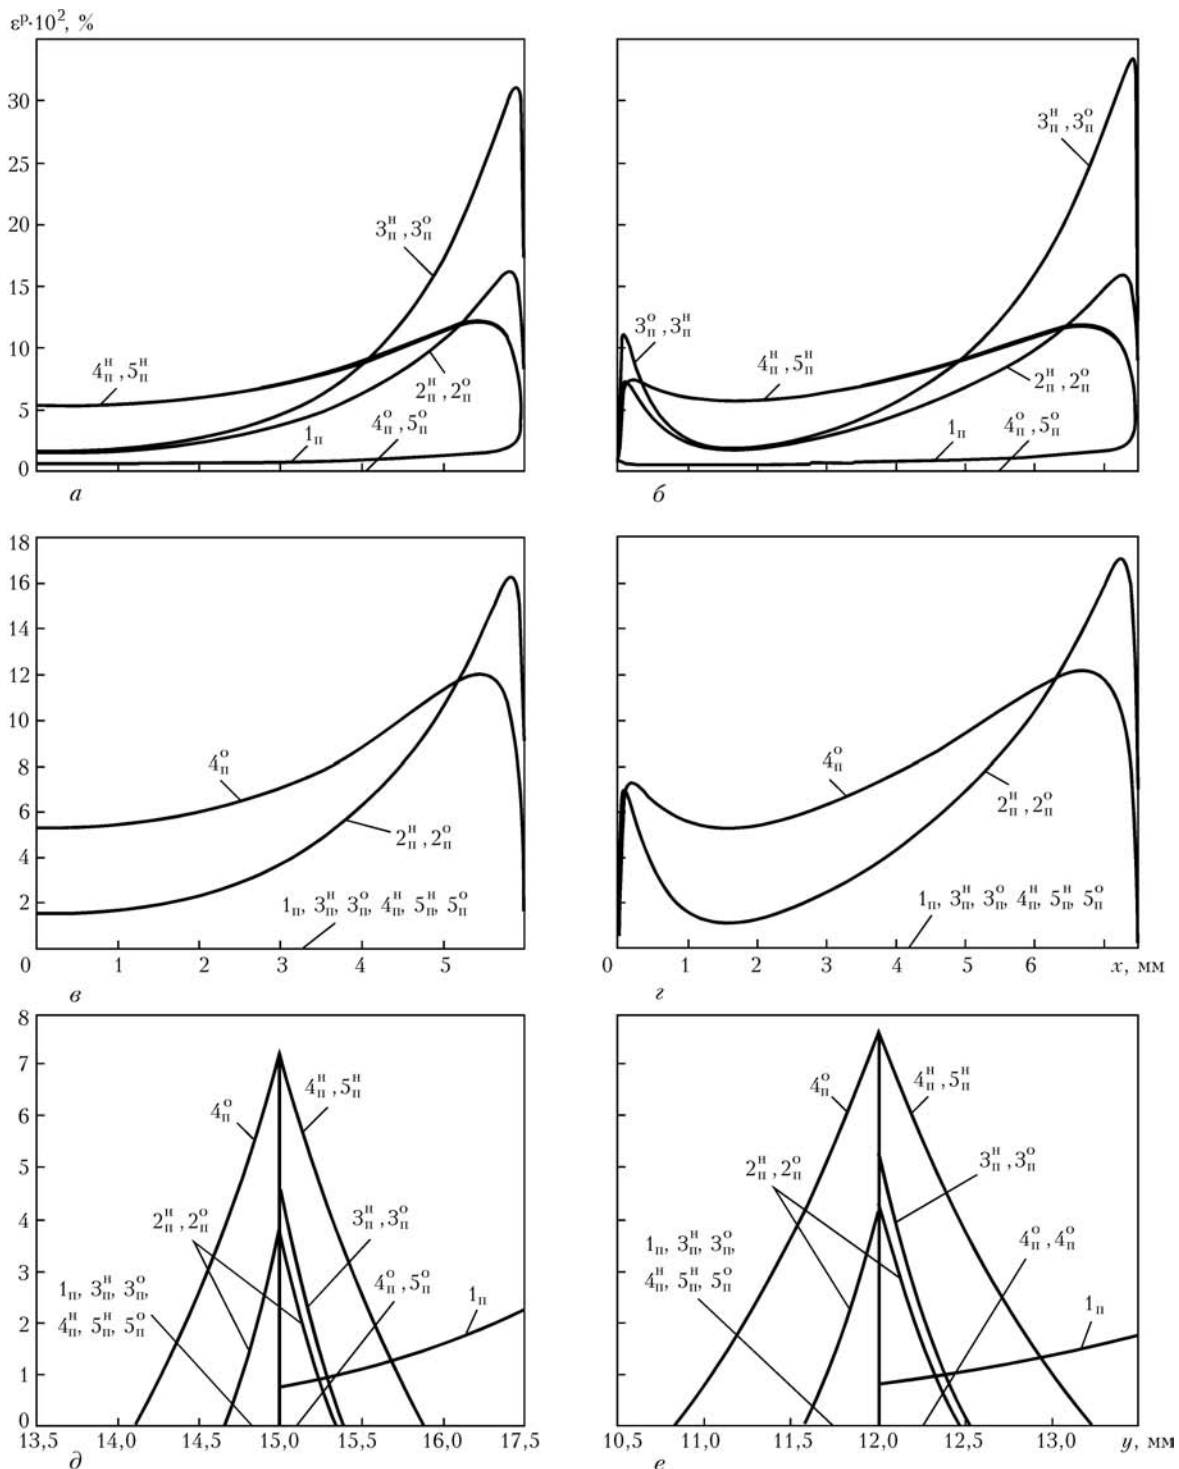 εᵖ·10², %
30
25
20
15
10
5
0
3ₙᴴ, 3ₙᴼ
4ₙᴴ, 5ₙᴴ
2ₙᴴ, 2ₙᴼ
4ₙᴼ, 5ₙᴼ
1ₙ
а
3ₙᴴ, 3ₙᴼ
3ₙᴼ, 3ₙᴴ
4ₙᴴ, 5ₙᴴ
2ₙᴴ, 2ₙᴼ
1ₙ
4ₙᴼ, 5ₙᴼ
б
18
16
14
12
10
8
6
4
2
4ₙᴼ
2ₙᴴ, 2ₙᴼ
1ₙ, 3ₙᴴ, 3ₙᴼ, 4ₙᴴ, 5ₙᴴ, 5ₙᴼ
0 1 2 3 4 5
в
4ₙᴼ
2ₙᴴ, 2ₙᴼ
1ₙ, 3ₙᴴ, 3ₙᴼ, 4ₙᴴ, 5ₙᴴ, 5ₙᴼ
0 1 2 3 4 5 6 x, мм
г
8
7
6
5
4
3
2
1
0
4ₙᴼ
4ₙᴴ, 5ₙᴴ
2ₙᴴ, 2ₙᴼ
3ₙᴴ, 3ₙᴼ
1ₙ, 3ₙᴴ, 3ₙᴼ,
4ₙᴴ, 5ₙᴴ, 5ₙᴼ
4ₙᴼ, 5ₙᴼ
1ₙ
13,5 14,0 14,5 15,0 15,5 16,0 17,5
д
4ₙᴼ
4ₙᴴ, 5ₙᴴ
2ₙᴴ, 2ₙᴼ
3ₙᴴ, 3ₙᴼ
1ₙ, 3ₙᴴ, 3ₙᴼ,
4ₙᴴ, 5ₙᴴ, 5ₙᴼ
4ₙᴼ, 4ₙᴼ
1ₙ
10,5 11,0 11,5 12,0 12,5 13,0 y, мм
е